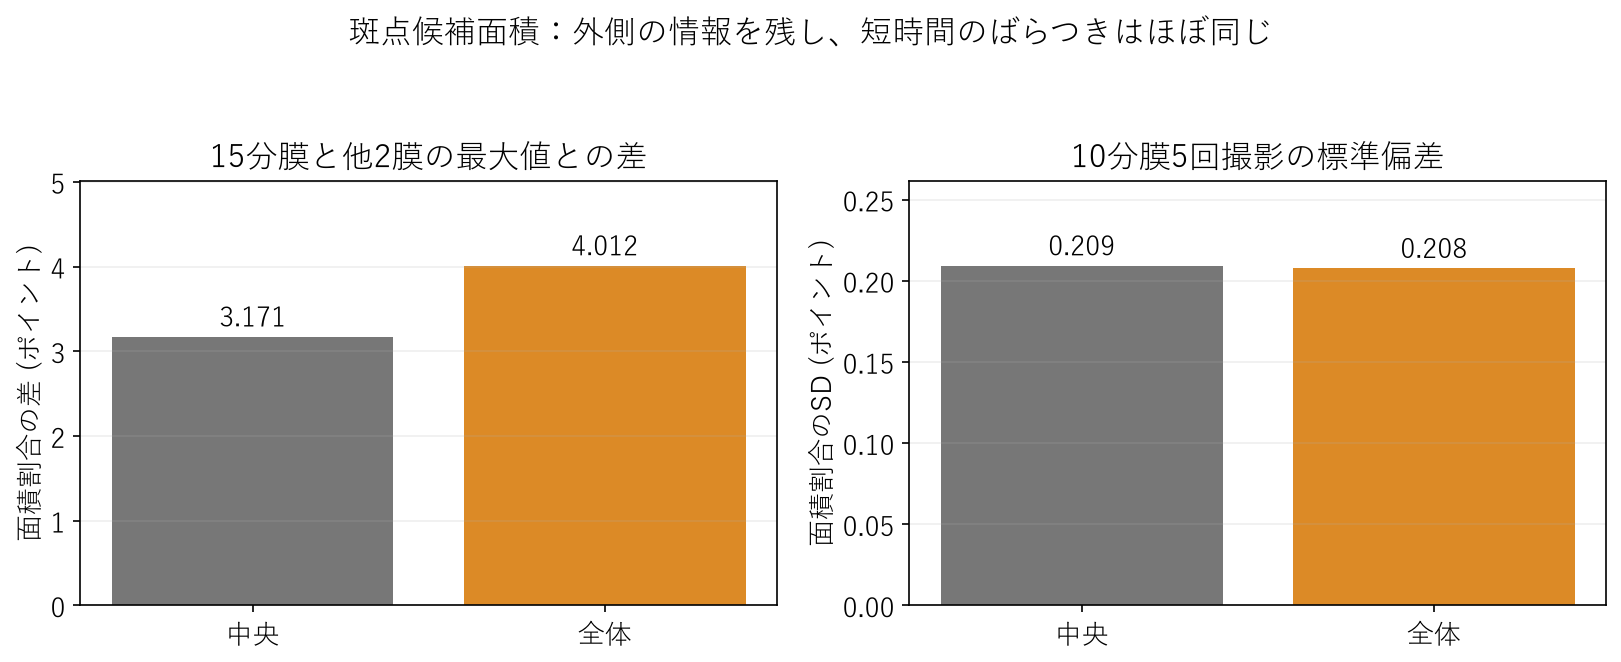 斑点候補面積：外側の情報を残し、短時間のばらつきはほぼ同じ
15分膜と他2膜の最大値との差
面積割合の差 (ポイント)
5
4
3
2
1
0
3.171
4.012
中央
全体
10分膜5回撮影の標準偏差
面積割合のSD (ポイント)
0.25
0.20
0.15
0.10
0.05
0.00
0.209
0.208
中央
全体